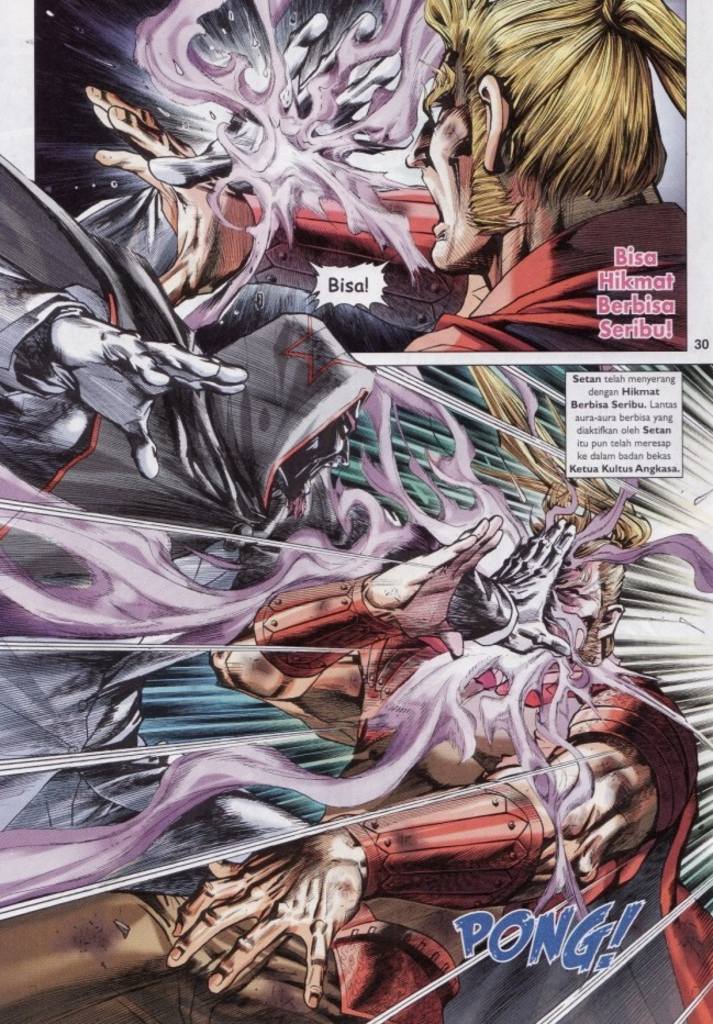 Bisa!
Bisa
Hikmat
Berbisa
Seribu!
30
Setan telah menyerang
dengan Hikmat
Berbisa Seribu. Lantas
aura-aura berbisa yang
diaktifkan oleh Setan
itu pun telah meresap
ke dalam badan bekas
Ketua Kultus Angkasa.
PONG!